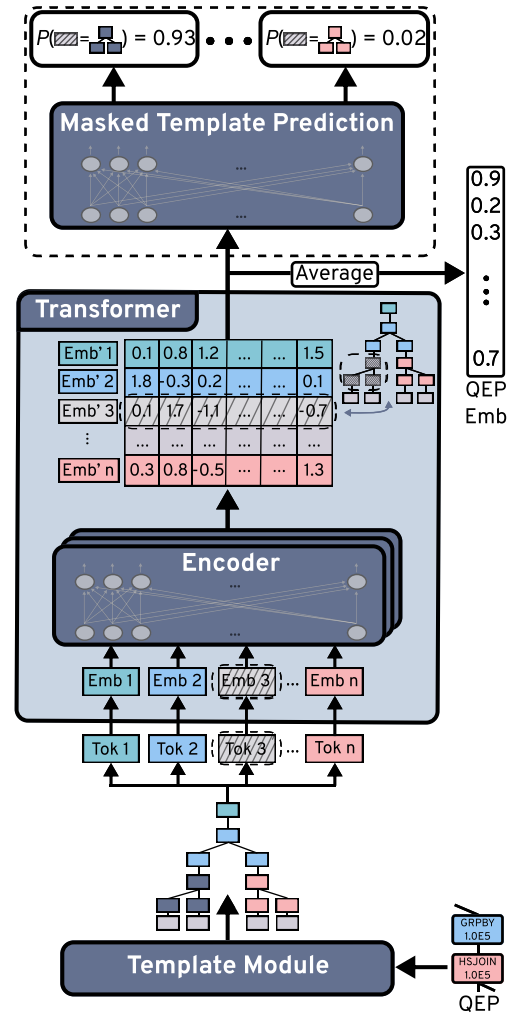 P( = ) = 0.93 ... P( = ) = 0.02
Masked Template Prediction
...
...
Average
0.9
0.2
0.3
⋮
0.7
QEP
Emb
Transformer
Emb' 1 0.1 0.8 1.2 ... ... 1.5
Emb' 2 1.8 -0.3 0.2 ... ... 0.1
Emb' 3 0.1 1.7 -1.1 ... ... -0.7
⋮ ... ... ... ... ... ...
Emb' n 0.3 0.8 -0.5 ... ... 1.3
Encoder
...
...
Emb 1 Emb 2 Emb 3 ... Emb n
Tok 1 Tok 2 Tok 3 ... Tok n
Template Module
GRPBY
1.0E5
HSJOIN
1.0E5
QEP